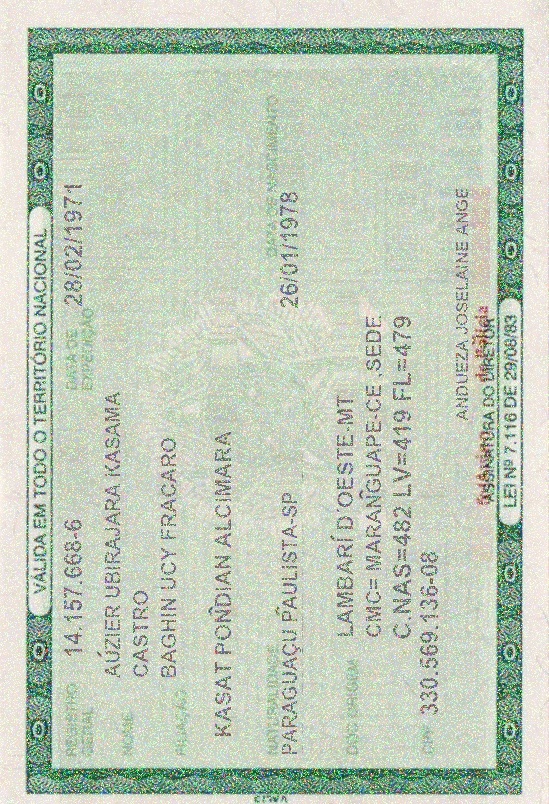 VÁLIDA EM TODO O TERRITÓRIO NACIONAL
REGISTRO GERAL 14.157.668-6 DATA DE EXPEDIÇÃO 28/02/1971
NOME AÚZIER UBIRAJARA KASAMA
CASTRO
FILIAÇÃO BAGHIN UCY FRACARO
KASAT PONDIAN ALCIMARA
NATURALIDADE DATA DE NASCIMENTO
PARAGUAÇU PAULISTA-SP 26/01/1978
DOC ORIGEM LAMBARÍ D'OESTE-MT
CMC= MARANGUAPE-CE .SEDE
C.NAS=482 LV=419 FL=479
CPF 330.569.136-08
ANDUEZA JOSELAINE ANGE
ASSINATURA DO DIRETOR
LEI Nº 7.116 DE 29/08/83